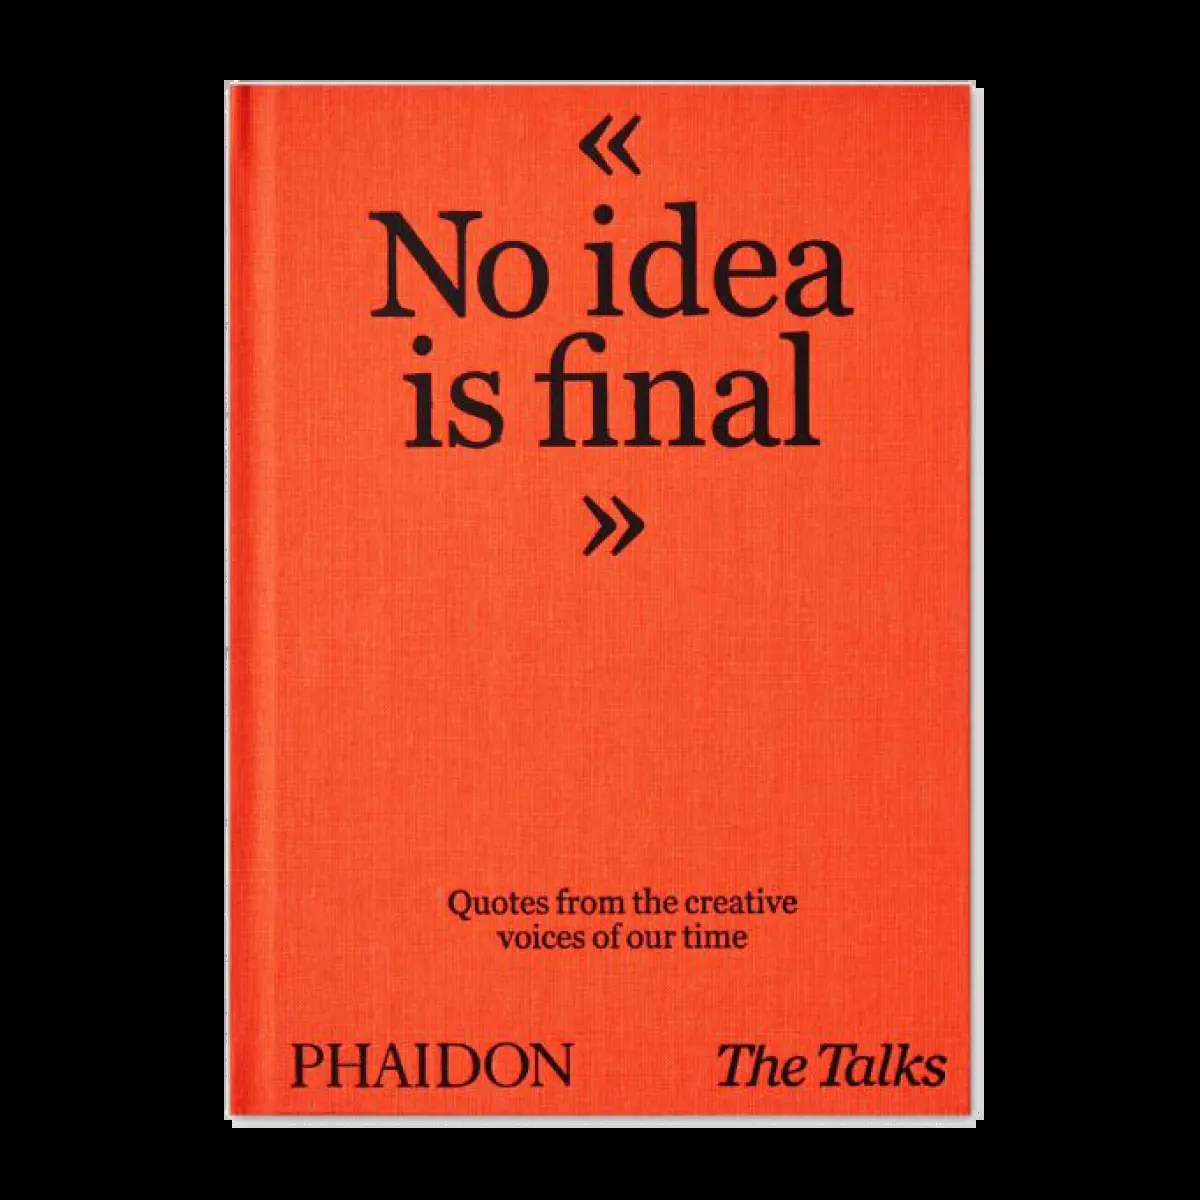 «
No idea
is final
»
Quotes from the creative
voices of our time
PHAIDON
The Talks